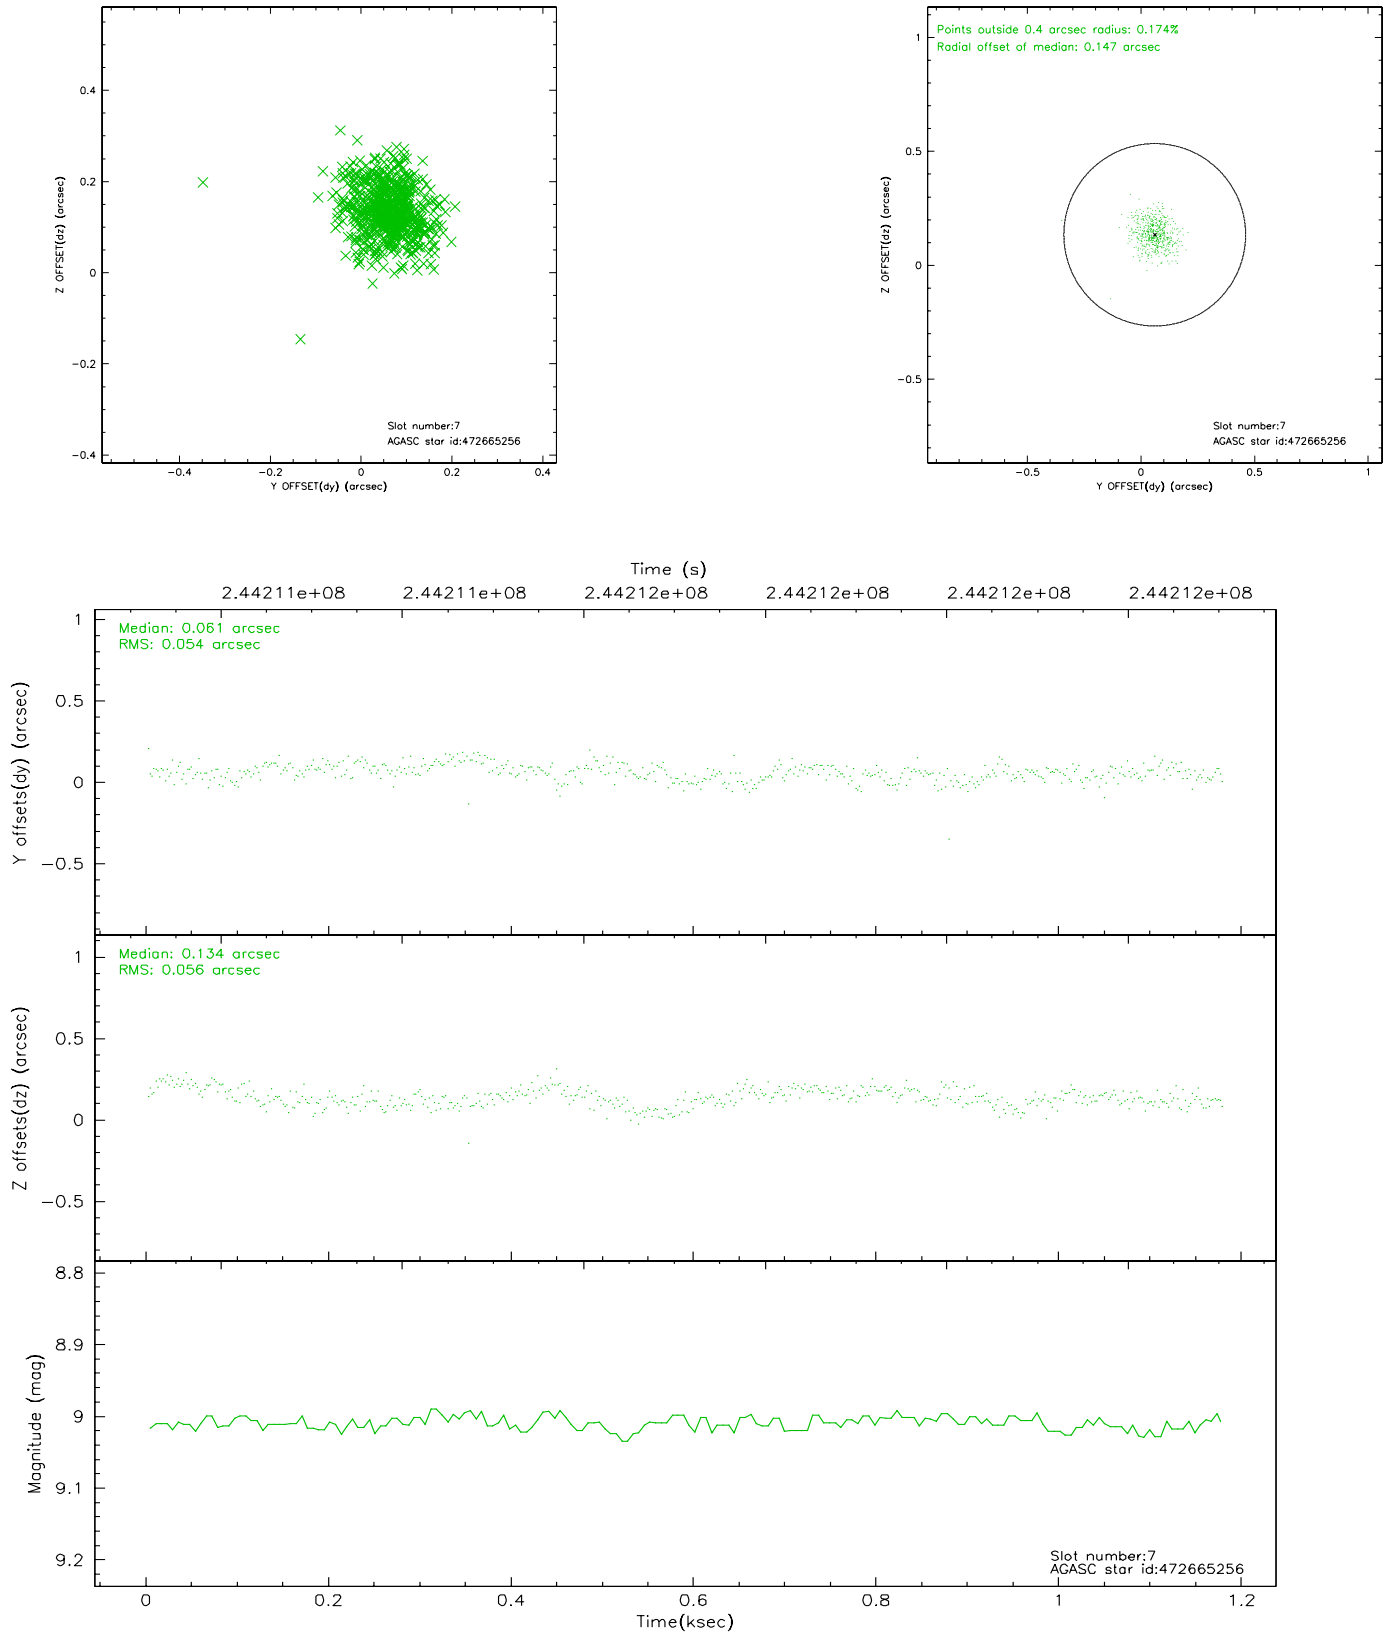 0.4
0.2
0
−0.2
−0.4
Z OFFSET(dz) (arcsec)
Slot number:7
AGASC star id:472665256
−0.4 −0.2 0 0.2 0.4
Y OFFSET(dy) (arcsec)
Points outside 0.4 arcsec radius: 0.174%
Radial offset of median: 0.147 arcsec
1
0.5
0
−0.5
Z OFFSET(dz) (arcsec)
Slot number:7
AGASC star id:472665256
−0.5 0 0.5 1
Y OFFSET(dy) (arcsec)
Time (s)
2.44211e+08 2.44211e+08 2.44212e+08 2.44212e+08 2.44212e+08 2.44212e+08
Median: 0.061 arcsec
RMS: 0.054 arcsec
1
0.5
0
−0.5
Y offsets(dy) (arcsec)
Median: 0.134 arcsec
RMS: 0.056 arcsec
1
0.5
0
−0.5
Z offsets(dz) (arcsec)
8.8
8.9
9
9.1
9.2
Magnitude (mag)
Slot number:7
AGASC star id:472665256
0 0.2 0.4 0.6 0.8 1 1.2
Time(ksec)